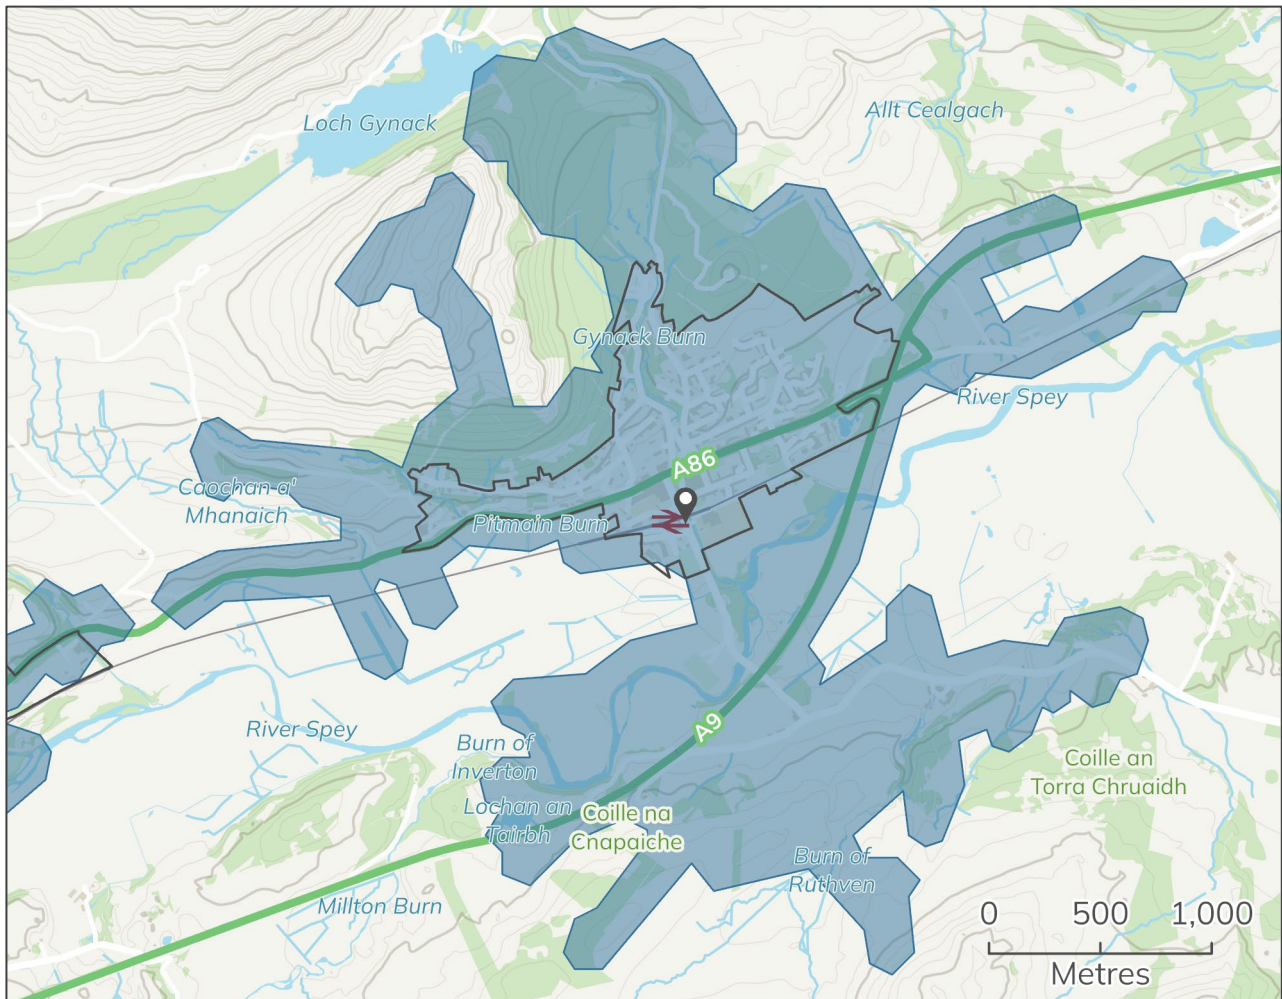 Loch Gynack
Allt Cealgach
Gynack Burn
River Spey
A86
Caochan a'
Mhanaich
Pitmain Burn
River Spey
A9
Burn of
Inverton
Coille an
Torra Chruaidh
Lochan an
Tairbh
Coille na
Cnapaiche
Burn of
Ruthven
Millton Burn
0 500 1,000
Metres